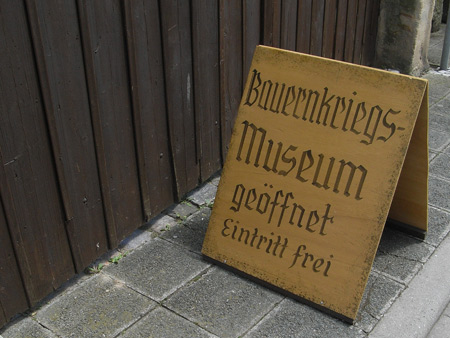 Bauernkriegs-
Museum
geöffnet
Eintritt frei